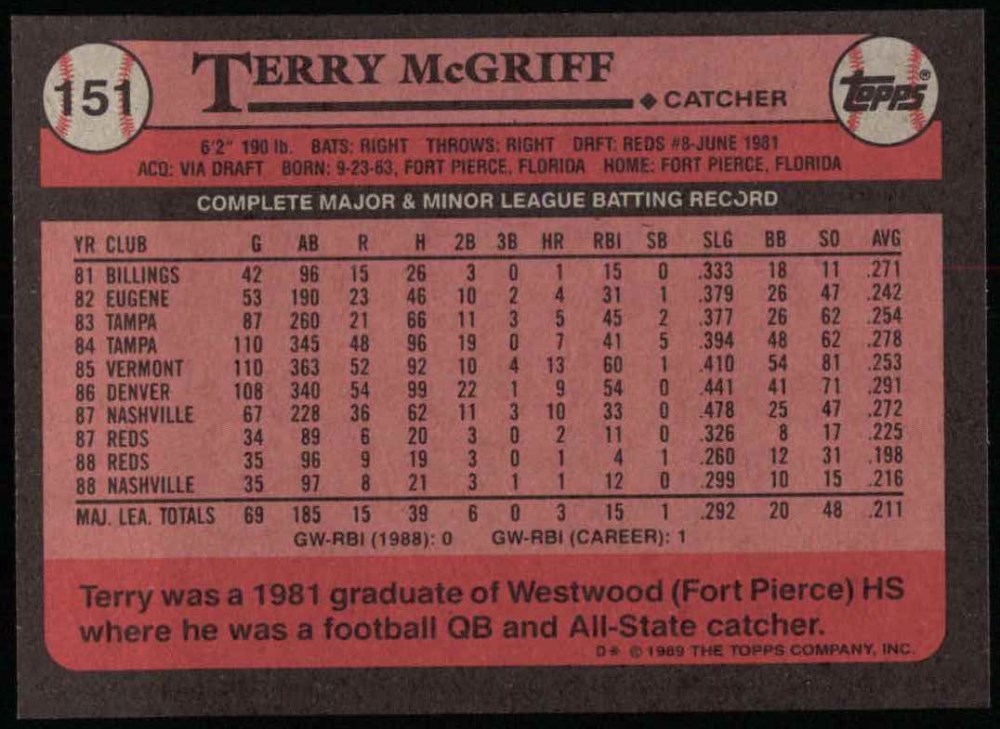 151
TERRY McGRIFF
◆ CATCHER
TOPPS®
6'2" 190 lb. BATS: RIGHT THROWS: RIGHT DRFT: REDS #8-JUNE 1981
ACQ: VIA DRAFT BORN: 9-23-63, FORT PIERCE, FLORIDA HOME: FORT PIERCE, FLORIDA
COMPLETE MAJOR & MINOR LEAGUE BATTING RECORD
YR CLUB G AB R H 2B 3B HR RBI SB SLG BB SO AVG
81 BILLINGS 42 96 15 26 3 0 1 15 0 .333 18 11 .271
82 EUGENE 53 190 23 46 10 2 4 31 1 .379 26 47 .242
83 TAMPA 87 260 21 66 11 3 5 45 2 .377 26 62 .254
84 TAMPA 110 345 48 96 19 0 7 41 5 .394 48 62 .278
85 VERMONT 110 363 52 92 10 4 13 60 1 .410 54 81 .253
86 DENVER 108 340 54 99 22 1 9 54 0 .441 41 71 .291
87 NASHVILLE 67 228 36 62 11 3 10 33 0 .478 25 47 .272
87 REDS 34 89 6 20 3 0 2 11 0 .326 8 17 .225
88 REDS 35 96 9 19 3 0 1 4 1 .260 12 31 .198
88 NASHVILLE 35 97 8 21 3 1 1 12 0 .299 10 15 .216
MAJ. LEA. TOTALS 69 185 15 39 6 0 3 15 1 .292 20 48 .211
GW-RBI (1988): 0 GW-RBI (CAREER): 1
Terry was a 1981 graduate of Westwood (Fort Pierce) HS
where he was a football QB and All-State catcher.
D* © 1989 THE TOPPS COMPANY, INC.